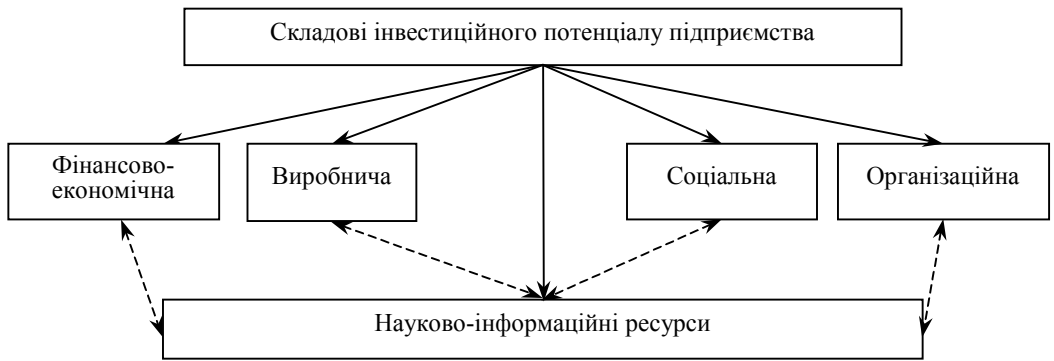 Складові інвестиційного потенціалу підприємства
Фінансово-
економічна
Виробнича
Соціальна
Організаційна
Науково-інформаційні ресурси